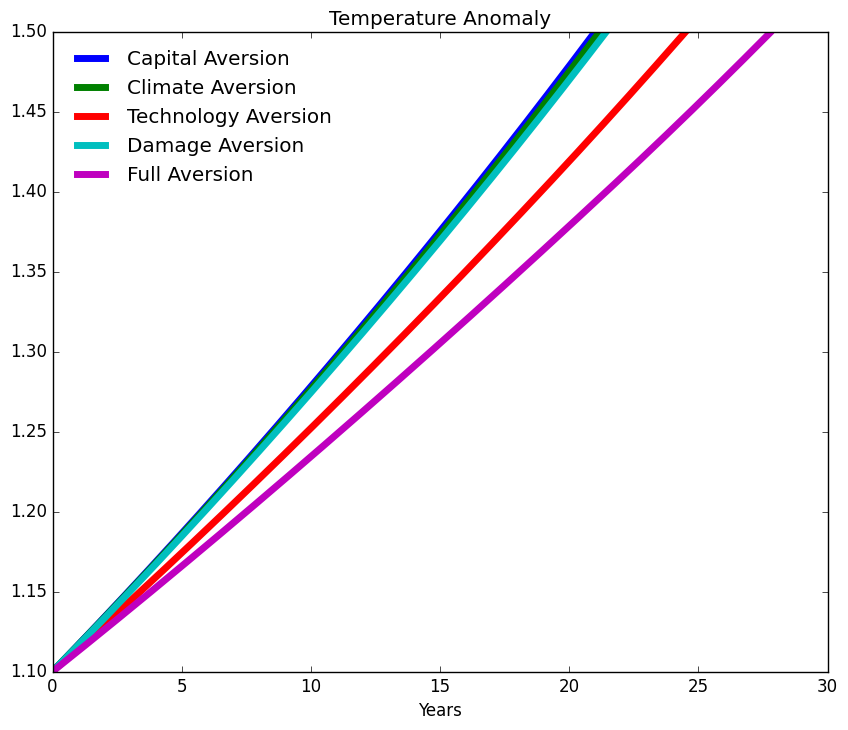 Temperature Anomaly
1.50
Capital Aversion
Climate Aversion
1.45
Technology Aversion
Damage Aversion
Full Aversion
1.40
1.35
1.30
1.25
1.20
1.15
1.10
0 5 10 15 20 25 30
Years